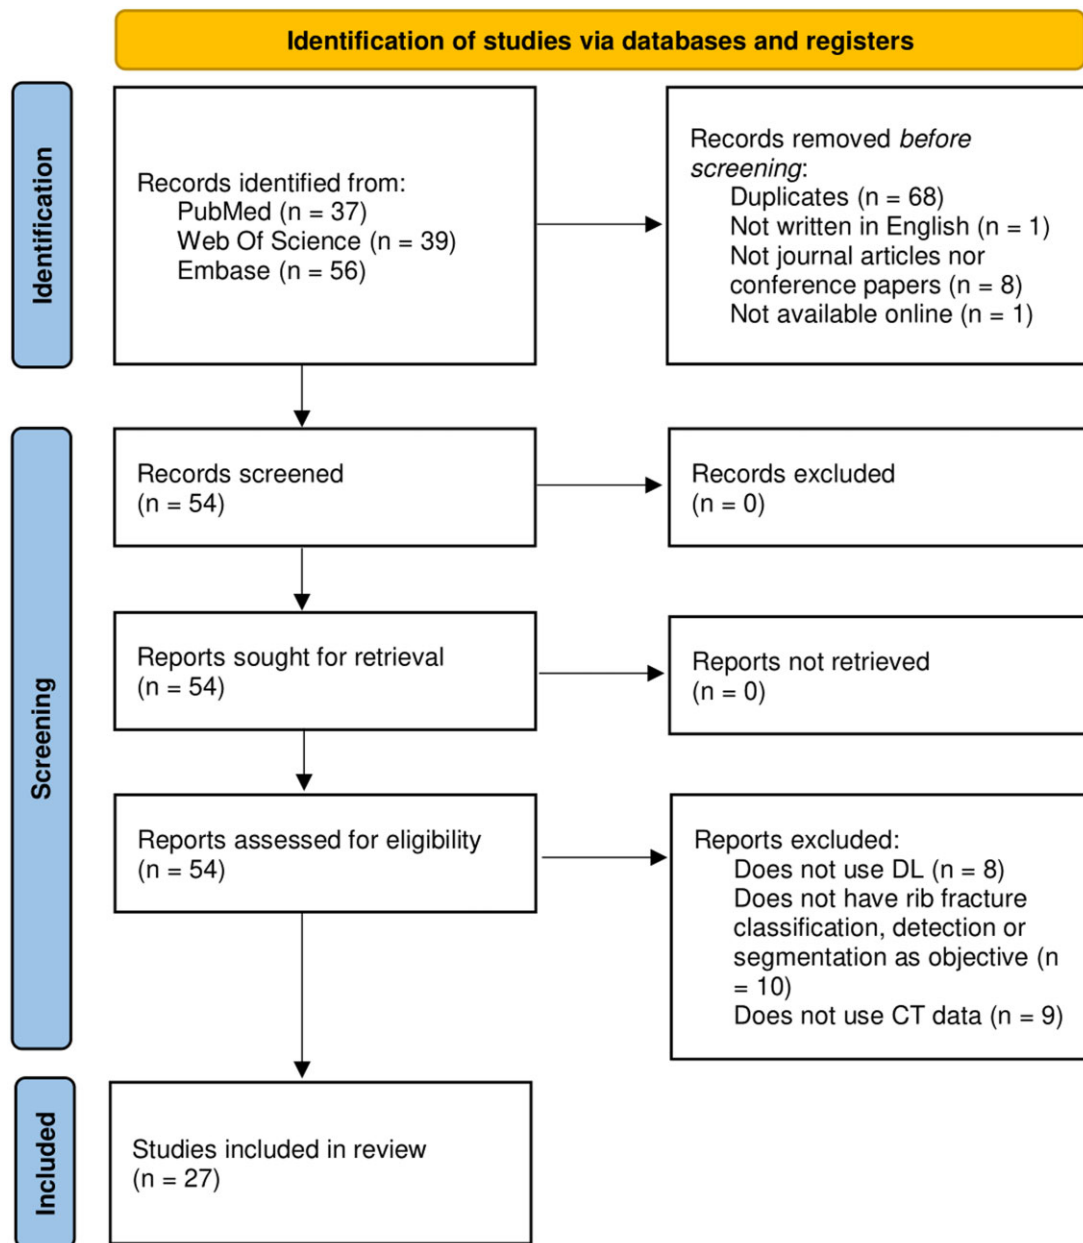 Identification of studies via databases and registers
Identification
Records identified from:
PubMed (n = 37)
Web Of Science (n = 39)
Embase (n = 56)
Records removed before
screening:
Duplicates (n = 68)
Not written in English (n = 1)
Not journal articles nor
conference papers (n = 8)
Not available online (n = 1)
Screening
Records screened
(n = 54)
Records excluded
(n = 0)
Reports sought for retrieval
(n = 54)
Reports not retrieved
(n = 0)
Reports assessed for eligibility
(n = 54)
Reports excluded:
Does not use DL (n = 8)
Does not have rib fracture
classification, detection or
segmentation as objective (n
= 10)
Does not use CT data (n = 9)
Included
Studies included in review
(n = 27)